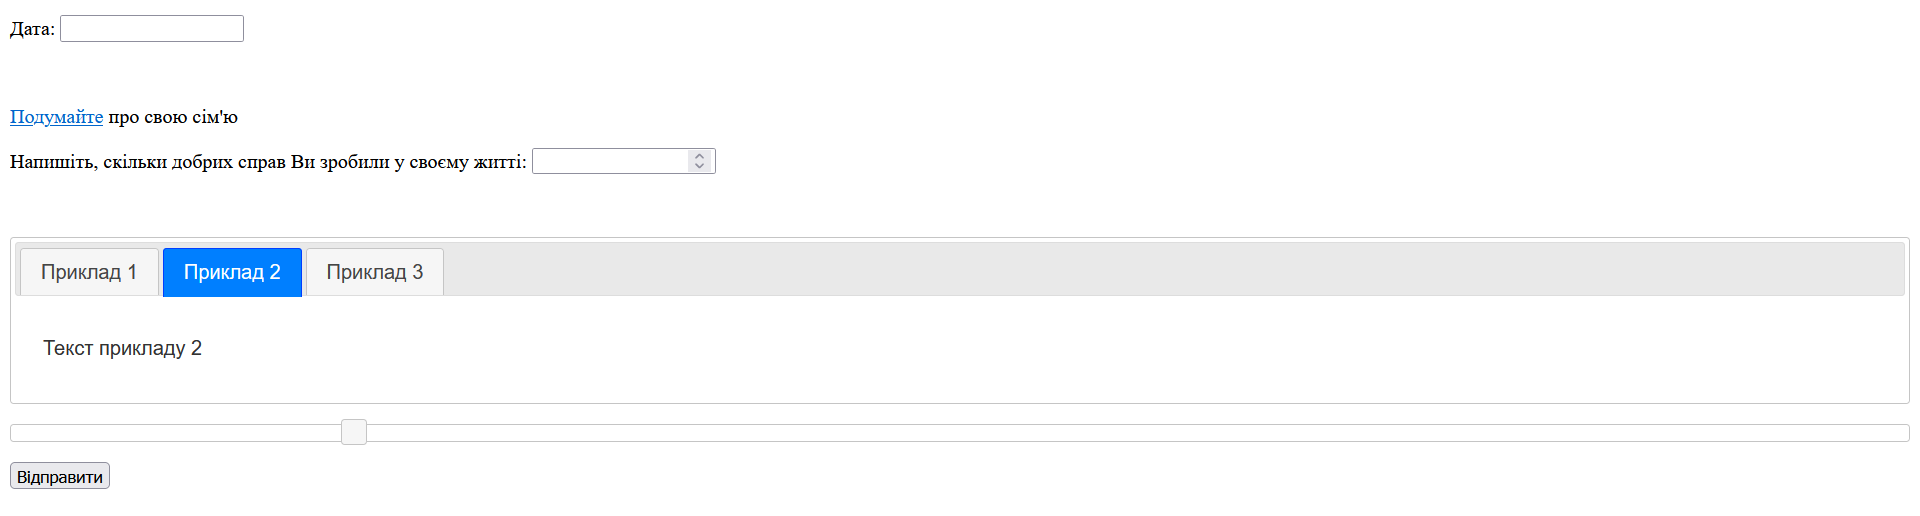 Дата:
Подумайте про свою сім'ю
Напишіть, скільки добрих справ Ви зробили у своєму житті:
Приклад 1 Приклад 2 Приклад 3
Текст прикладу 2
Відправити